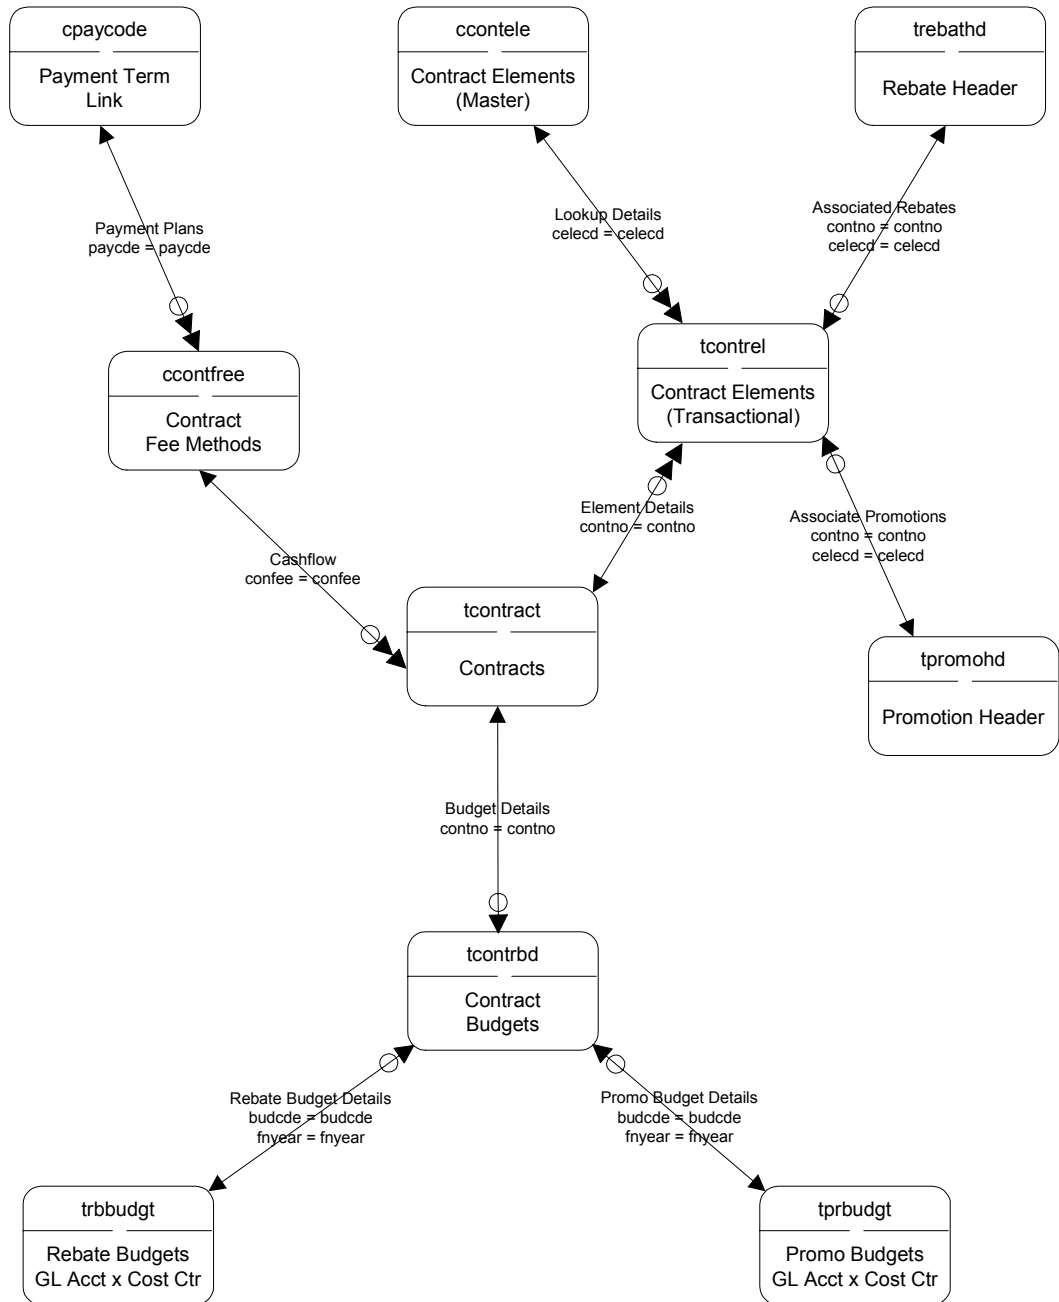 cpaycode
Payment Term
Link
ccontele
Contract Elements
(Master)
trebathd
Rebate Header
Payment Plans
paycde = paycde
Lookup Details
celecd = celecd
Associated Rebates
contno = contno
celecd = celecd
ccontfree
Contract
Fee Methods
tcontrel
Contract Elements
(Transactional)
Element Details
contno = contno
Associate Promotions
contno = contno
celecd = celecd
Cashflow
confee = confee
tcontract
Contracts
tpromohd
Promotion Header
Budget Details
contno = contno
tcontrbd
Contract
Budgets
Rebate Budget Details
budcde = budcde
fnyear = fnyear
Promo Budget Details
budcde = budcde
fnyear = fnyear
trbbudgt
Rebate Budgets
GL Acct x Cost Ctr
tprbudgt
Promo Budgets
GL Acct x Cost Ctr